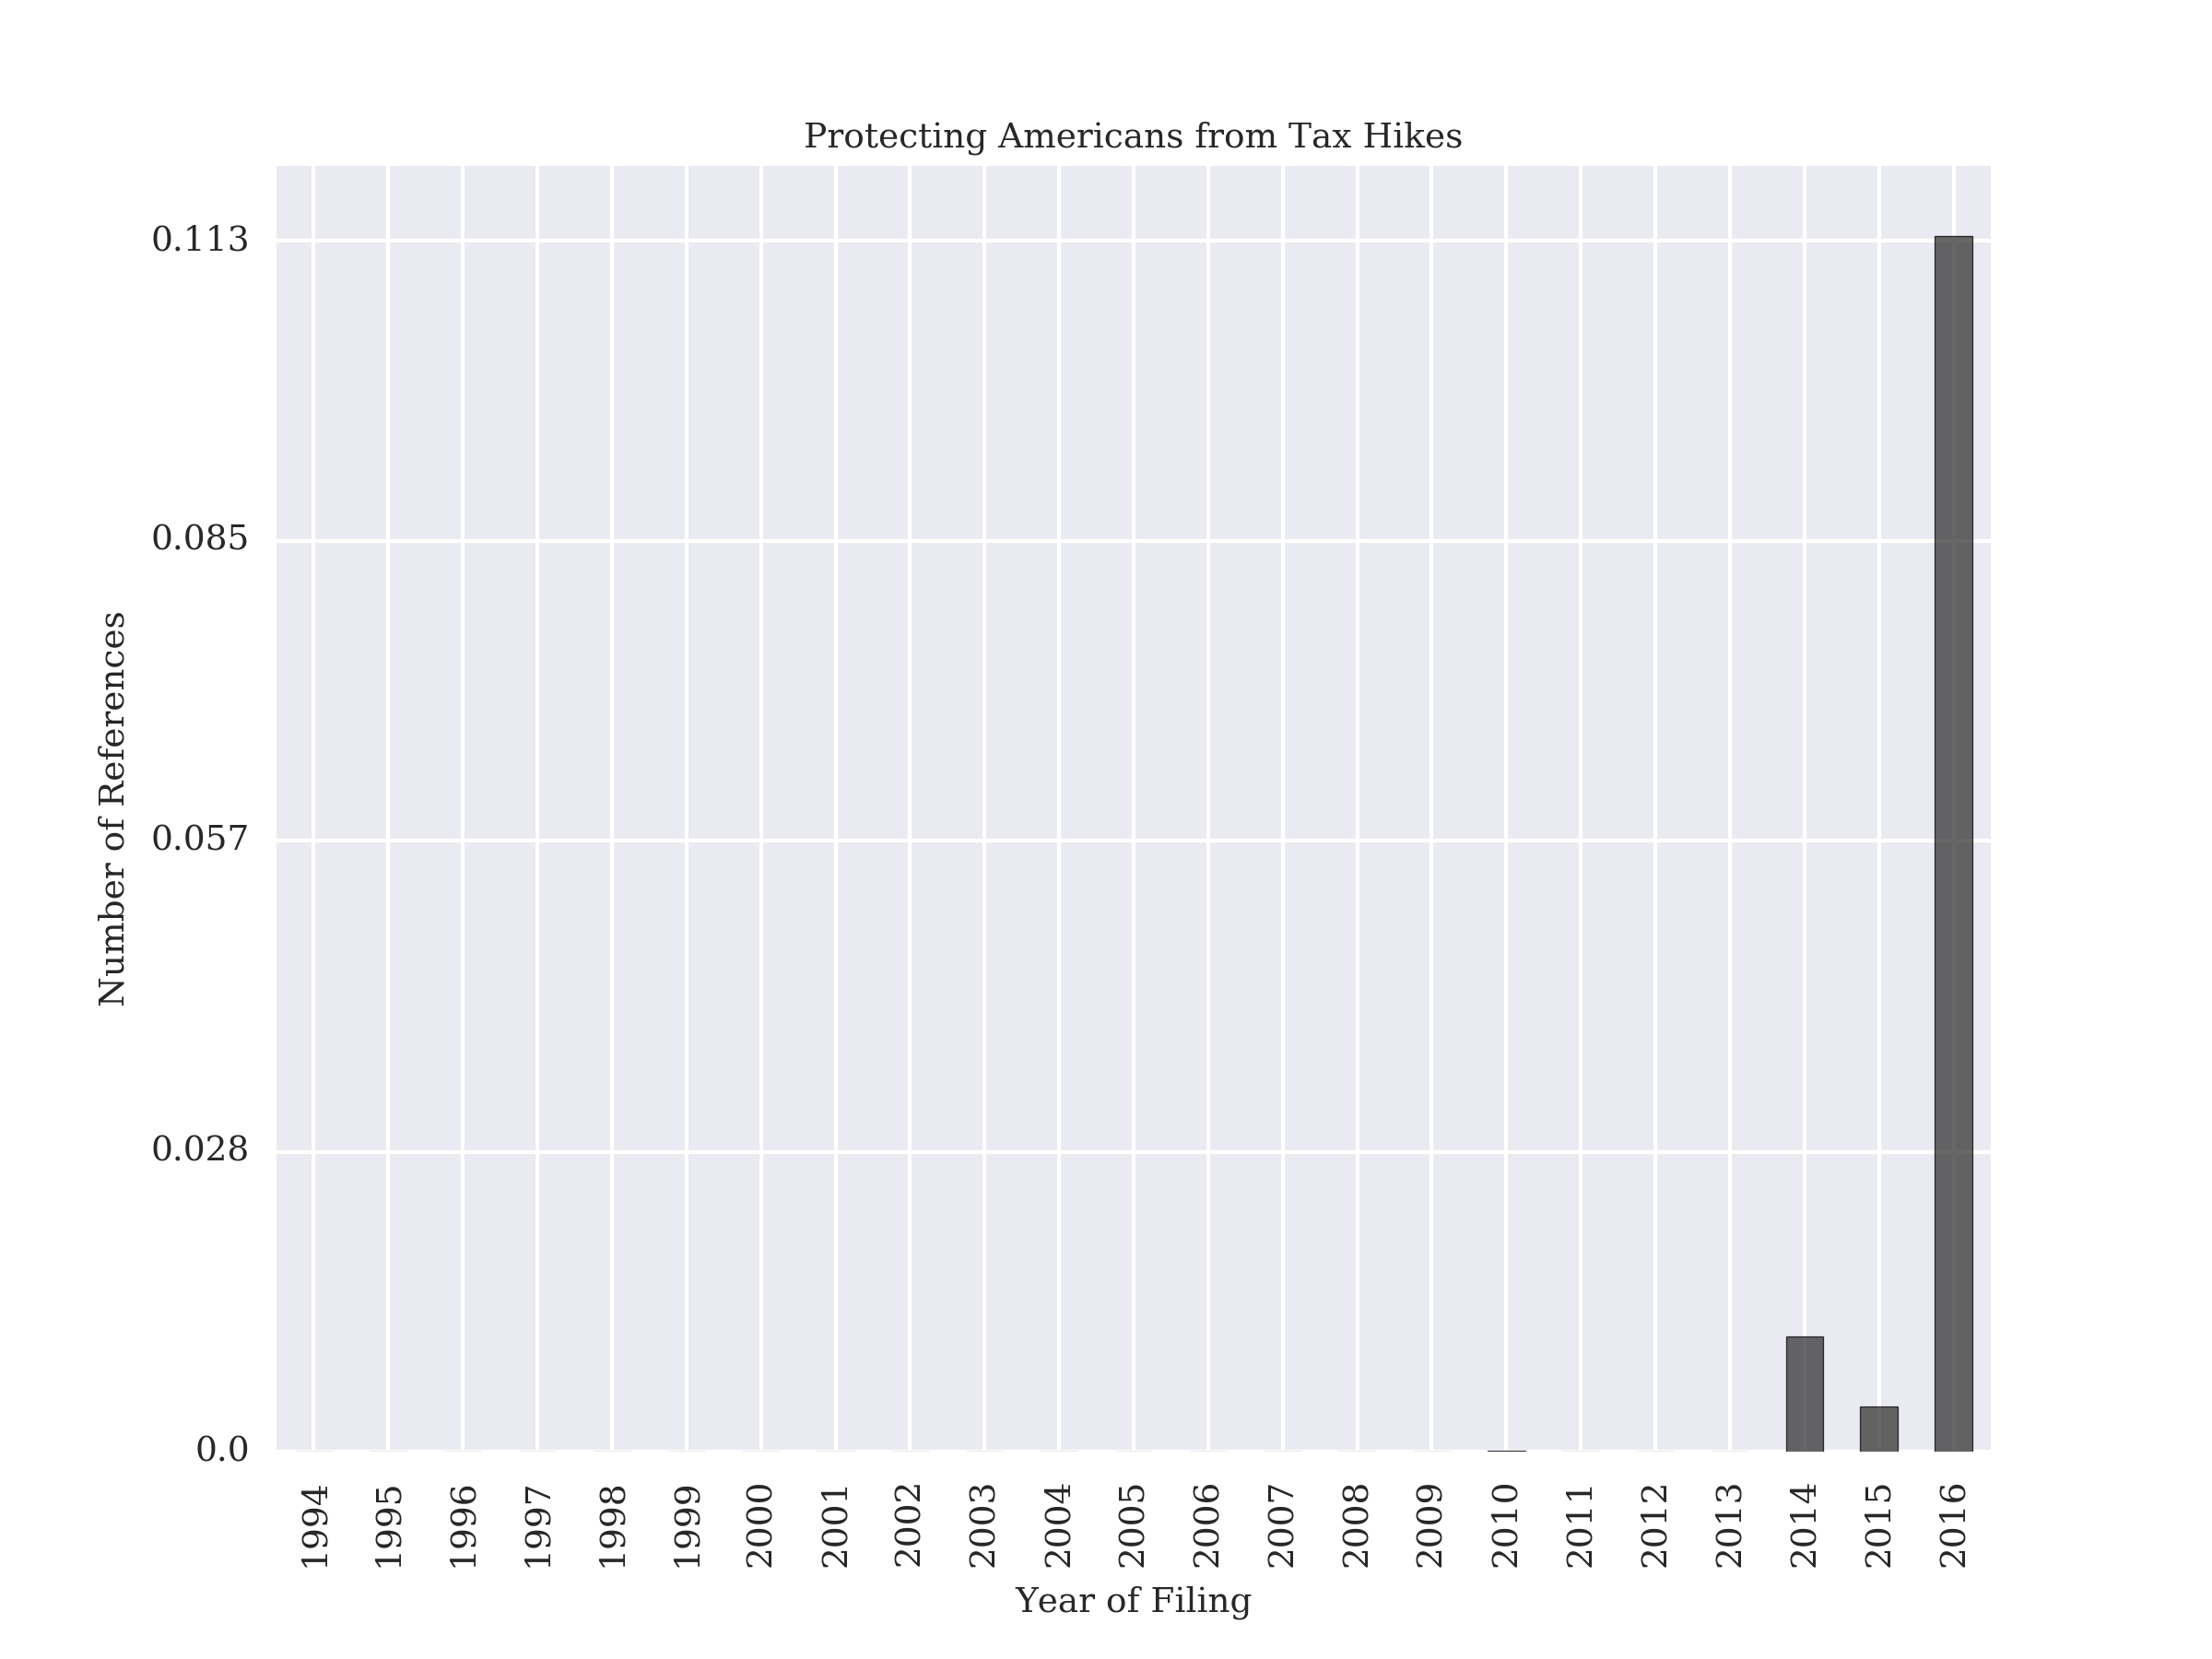 Protecting Americans from Tax Hikes
0.113
0.085
0.057
0.028
0.0
Number of References
1994 1995 1996 1997 1998 1999 2000 2001 2002 2003 2004 2005 2006 2007 2008 2009 2010 2011 2012 2013 2014 2015 2016
Year of Filing